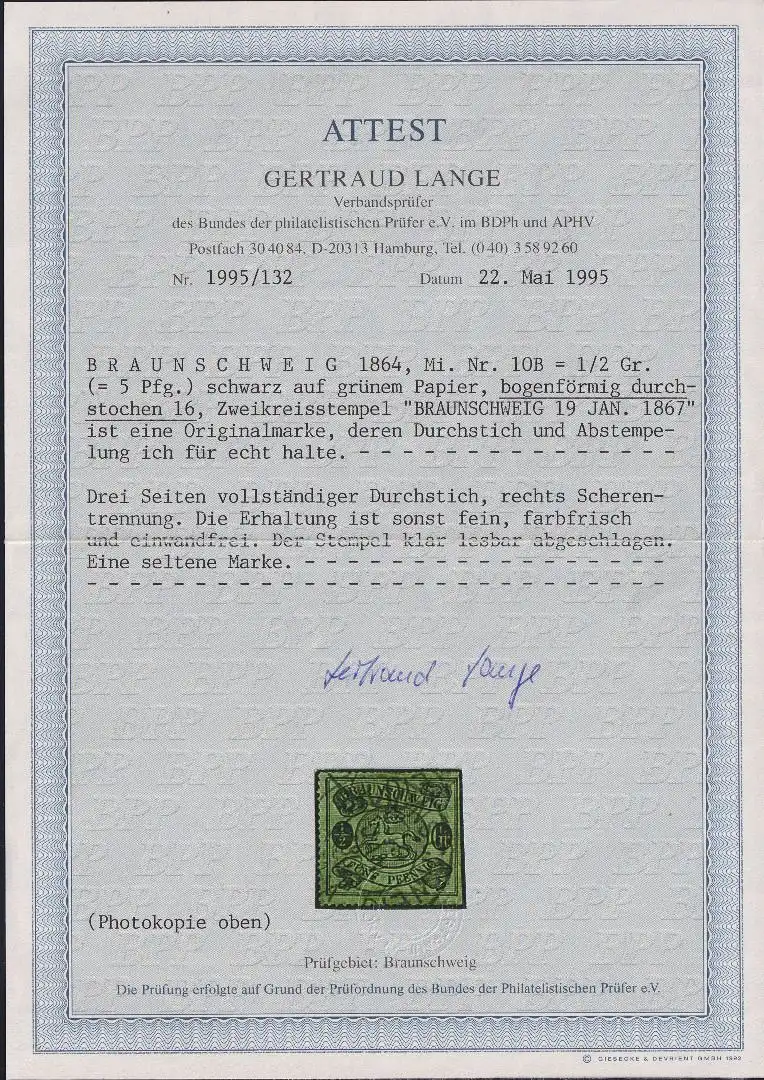 ATTEST
GERTRAUD LANGE
Verbandsprüfer
des Bundes der philatelistischen Prüfer e.V. im BDPh und APHV
Postfach 30 40 84, D-20313 Hamburg, Tel. (0 40) 3 58 92 60
Nr. 1995/132 Datum 22. Mai 1995
B R A U N S C H W E I G 1864, Mi. Nr. 10B = 1/2 Gr.
(= 5 Pfg.) schwarz auf grünem Papier, bogenförmig durch-
stochen 16, Zweikreisstempel "BRAUNSCHWEIG 19 JAN. 1867"
ist eine Originalmarke, deren Durchstich und Abstempe-
lung ich für echt halte. - - - - - - - - - - - - - - -
Drei Seiten vollständiger Durchstich, rechts Scheren-
trennung. Die Erhaltung ist sonst fein, farbfrisch
und einwandfrei. Der Stempel klar lesbar abgeschlagen.
Eine seltene Marke. - - - - - - - - - - - - - - - - -
- - - - - - - - - - - - - - - - - - - - - - - - - - -
Gertraud Lange
BRAUNSCHWEIG
1/2
FÜNF PFENNIG
(Photokopie oben)
Prüfgebiet: Braunschweig
Die Prüfung erfolgte auf Grund der Prüfordnung des Bundes der Philatelistischen Prüfer e.V.
© GIESECKE & DEVRIENT GMBH 1992